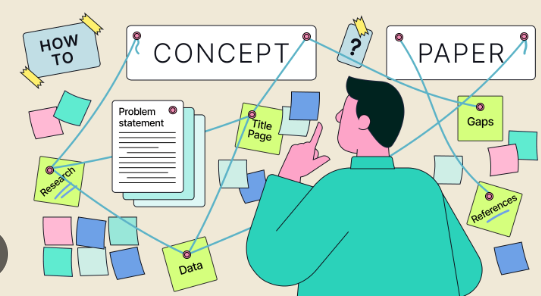 HOW
TO
CONCEPT
?
PAPER
Problem
statement
Title
Page
Gaps
Research
References
Data